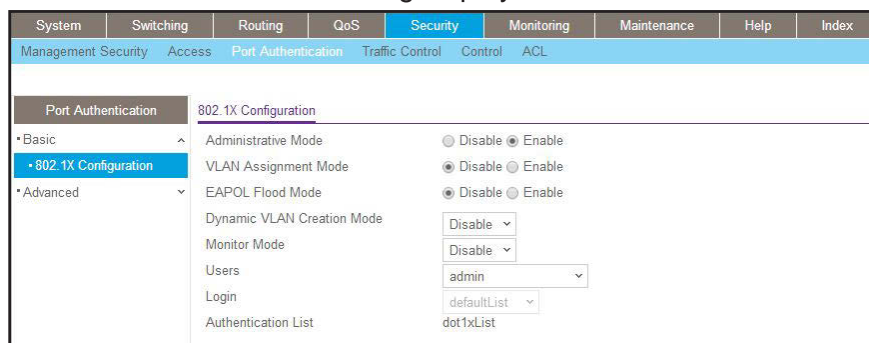 System Switching Routing QoS Security Monitoring Maintenance Help Index
Management Security Access Port Authentication Traffic Control Control ACL
Port Authentication
Basic
802.1X Configuration
Advanced
802.1X Configuration
Administrative Mode Disable Enable
VLAN Assignment Mode Disable Enable
EAPOL Flood Mode Disable Enable
Dynamic VLAN Creation Mode Disable
Monitor Mode Disable
Users admin
Login defaultList
Authentication List dot1xList